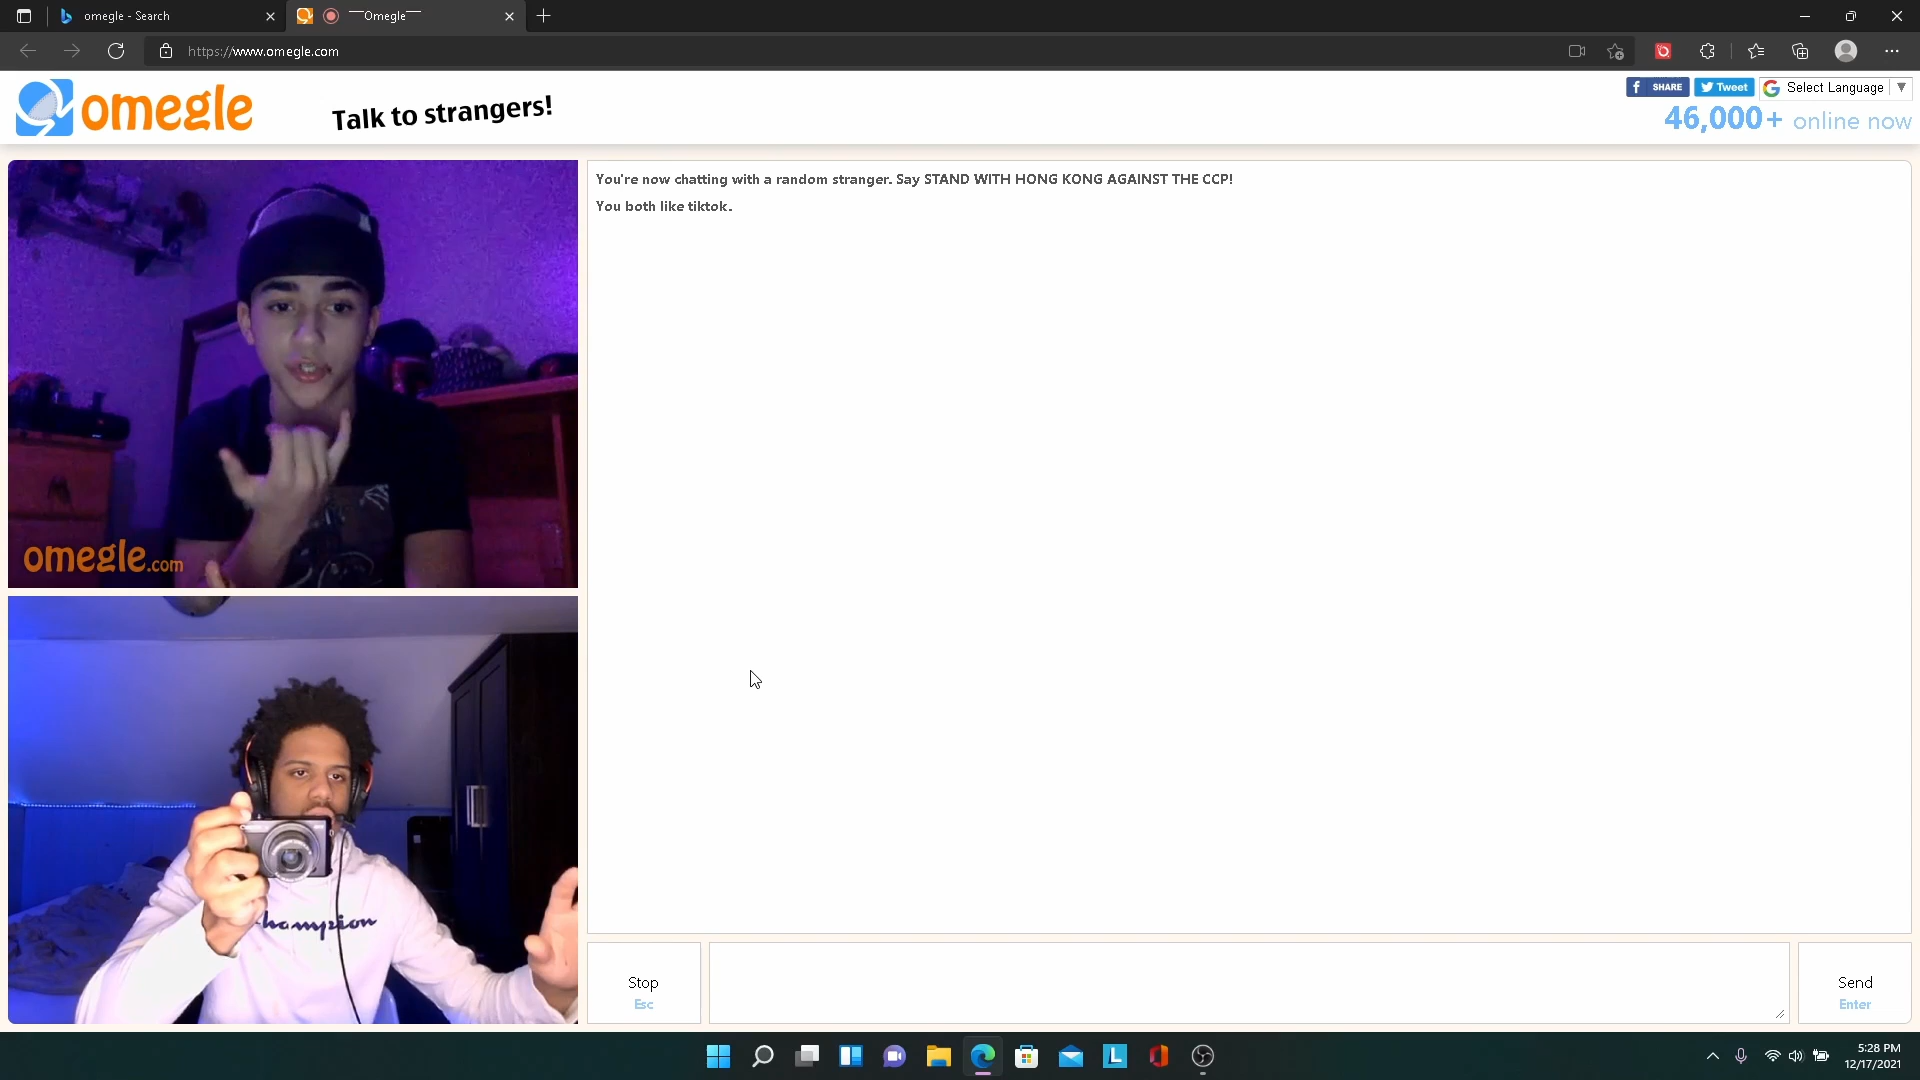 omegle - Search
Omegle
https://www.omegle.com
omegle
Talk to strangers!
SHARE
Tweet
Select Language
46,000+ online now
You're now chatting with a random stranger. Say STAND WITH HONG KONG AGAINST THE CCP!
You both like tiktok.
omegle.com
Champion
Stop
Esc
Send
Enter
5:28 PM
12/17/2021